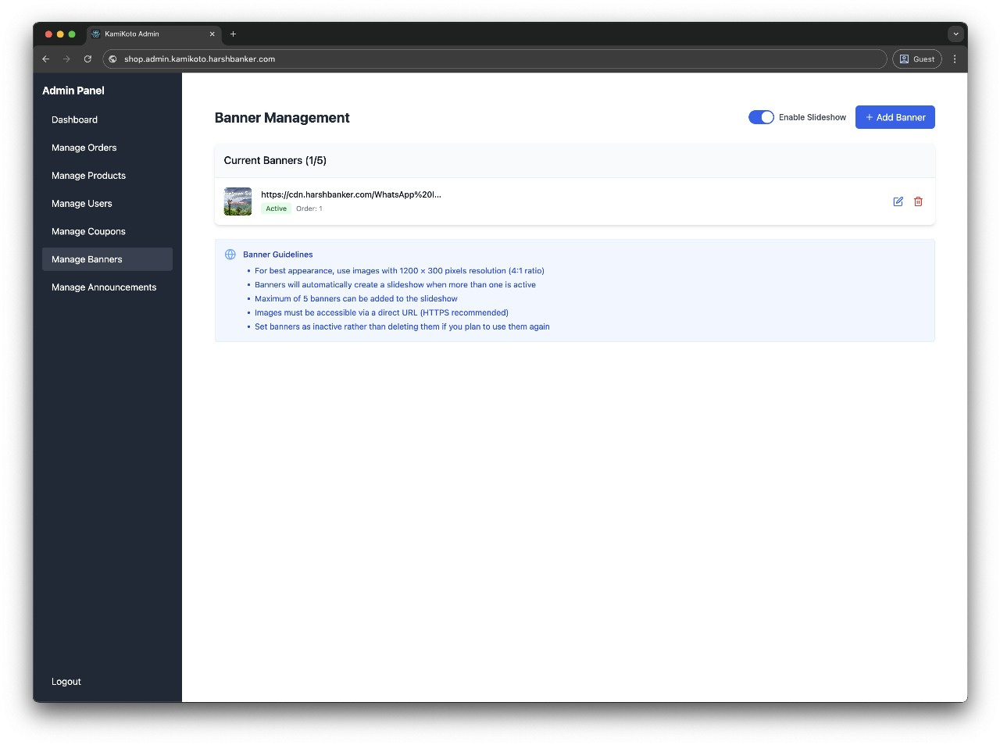 KamiKoto Admin
shop.admin.kamikoto.harshbanker.com
Guest
Admin Panel
Dashboard
Manage Orders
Manage Products
Manage Users
Manage Coupons
Manage Banners
Manage Announcements
Logout
Banner Management
Enable Slideshow
+ Add Banner
Current Banners (1/5)
https://cdn.harshbanker.com/WhatsApp%20I...
Active Order: 1
Banner Guidelines
• For best appearance, use images with 1200 × 300 pixels resolution (4:1 ratio)
• Banners will automatically create a slideshow when more than one is active
• Maximum of 5 banners can be added to the slideshow
• Images must be accessible via a direct URL (HTTPS recommended)
• Set banners as inactive rather than deleting them if you plan to use them again